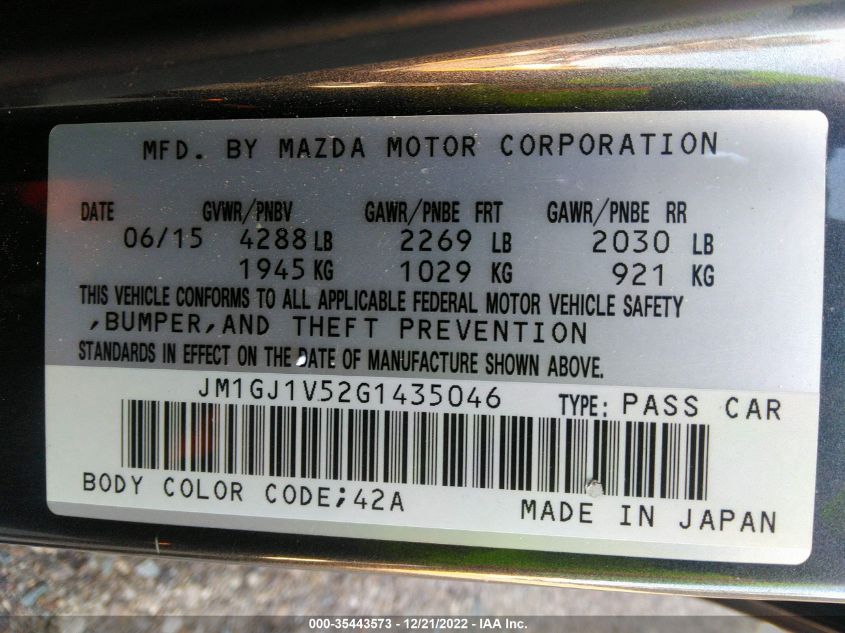 MFD. BY MAZDA MOTOR CORPORATION
DATE GVWR/PNBV GAWR/PNBE FRT GAWR/PNBE RR
06/15 4288 LB 2269 LB 2030 LB
1945 KG 1029 KG 921 KG
THIS VEHICLE CONFORMS TO ALL APPLICABLE FEDERAL MOTOR VEHICLE SAFETY
,BUMPER,AND THEFT PREVENTION
STANDARDS IN EFFECT ON THE DATE OF MANUFACTURE SHOWN ABOVE.
JM1GJ1V52G1435046 TYPE: PASS CAR
BODY COLOR CODE;42A MADE IN JAPAN
000-35443573 - 12/21/2022 - IAA Inc.